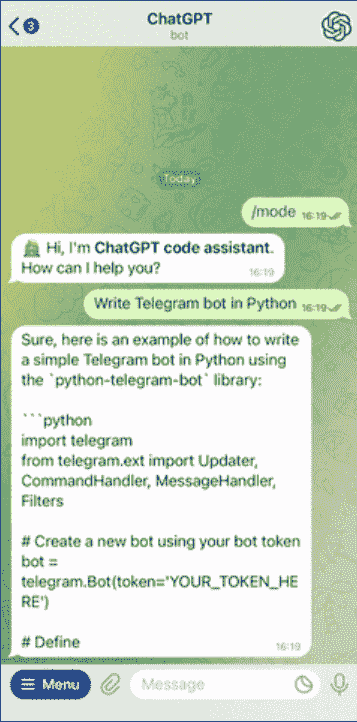 3
ChatGPT
bot
Today
/mode 16:19
Hi, I'm ChatGPT code assistant.
How can I help you?
16:19
Write Telegram bot in Python 16:19
Sure, here is an example of how to write
a simple Telegram bot in Python using
the `python-telegram-bot` library:
```python
import telegram
from telegram.ext import Updater,
CommandHandler, MessageHandler,
Filters
# Create a new bot using your bot token
bot =
telegram.Bot(token='YOUR_TOKEN_HE
RE')
# Define
16:19
Menu
Message